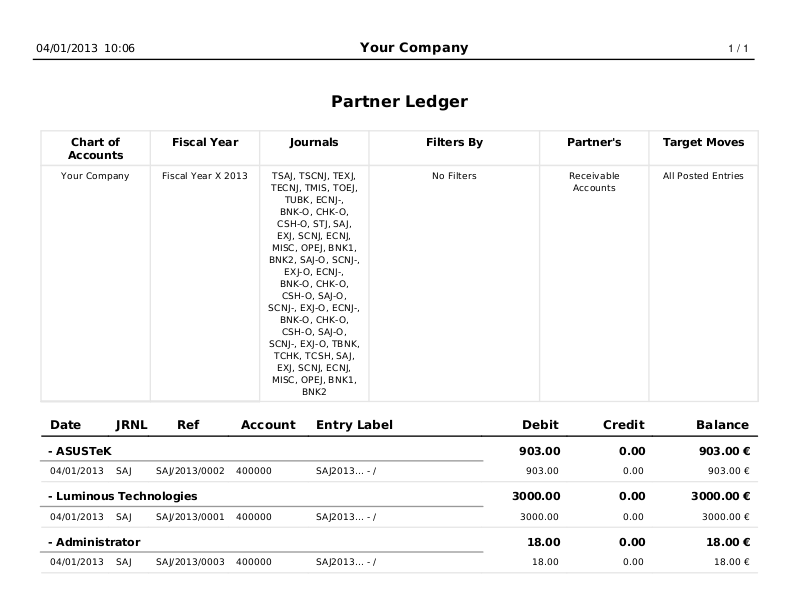 04/01/2013 10:06 Your Company 1 / 1
Partner Ledger
Chart of Accounts Fiscal Year Journals Filters By Partner's Target Moves
Your Company Fiscal Year X 2013 TSAJ, TSCNJ, TEXJ, No Filters Receivable All Posted Entries
TECNJ, TMIS, TOEJ, Accounts
TUBK, ECNJ-,
BNK-O, CHK-O,
CSH-O, STJ, SAJ,
EXJ, SCNJ, ECNJ,
MISC, OPEJ, BNK1,
BNK2, SAJ-O, SCNJ-,
EXJ-O, ECNJ-,
BNK-O, CHK-O,
CSH-O, SAJ-O,
SCNJ-, EXJ-O, ECNJ-,
BNK-O, CHK-O,
CSH-O, SAJ-O,
SCNJ-, EXJ-O, TBNK,
TCHK, TCSH, SAJ,
EXJ, SCNJ, ECNJ,
MISC, OPEJ, BNK1,
BNK2
Date JRNL Ref Account Entry Label Debit Credit Balance
- ASUSTeK 903.00 0.00 903.00 €
04/01/2013 SAJ SAJ/2013/0002 400000 SAJ2013... - / 903.00 0.00 903.00 €
- Luminous Technologies 3000.00 0.00 3000.00 €
04/01/2013 SAJ SAJ/2013/0001 400000 SAJ2013... - / 3000.00 0.00 3000.00 €
- Administrator 18.00 0.00 18.00 €
04/01/2013 SAJ SAJ/2013/0003 400000 SAJ2013... - / 18.00 0.00 18.00 €